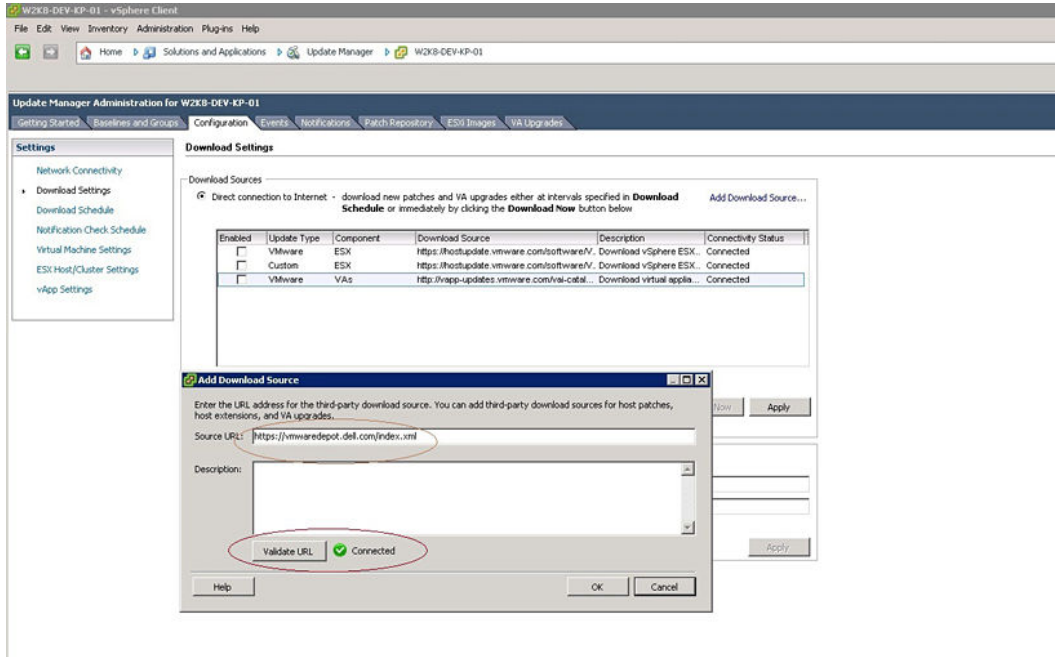 W2K8-DEV-KP-01 - vSphere Client
File Edit View Inventory Administration Plug-ins Help
Home Solutions and Applications Update Manager W2K8-DEV-KP-01
Update Manager Administration for W2K8-DEV-KP-01
Getting Started Baselines and Groups Configuration Events Notifications Patch Repository ESXi Images VA Upgrades
Settings
Network Connectivity
Download Settings
Download Schedule
Notification Check Schedule
Virtual Machine Settings
ESX Host/Cluster Settings
vApp Settings
Download Settings
Download Sources
Direct connection to Internet - download new patches and VA upgrades either at intervals specified in Download
Schedule or immediately by clicking the Download Now button below
Add Download Source...
Enabled Update Type Component Download Source Description Connectivity Status
VMware ESX https://hostupdate.vmware.com/software/V. Download vSphere ESX... Connected
Custom ESX https://hostupdate.vmware.com/software/V. Download vSphere ESX... Connected
VMware VAs http://vapp-updates.vmware.com/vai-catal... Download virtual applia... Connected
Now Apply
Add Download Source
Enter the URL address for the third-party download source. You can add third-party download sources for host patches,
host extensions, and VA upgrades.
Source URL: https://vmwaredepot.dell.com/index.xml
Description:
Validate URL Connected
Apply
Help OK Cancel